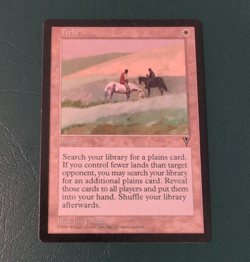 Tithe
Instant
Search your library for a plains card.
If you control fewer lands than target
opponent, you may search your library
for an additional plains card. Reveal
those cards to all players and put them
into your hand. Shuffle your library
afterwards.